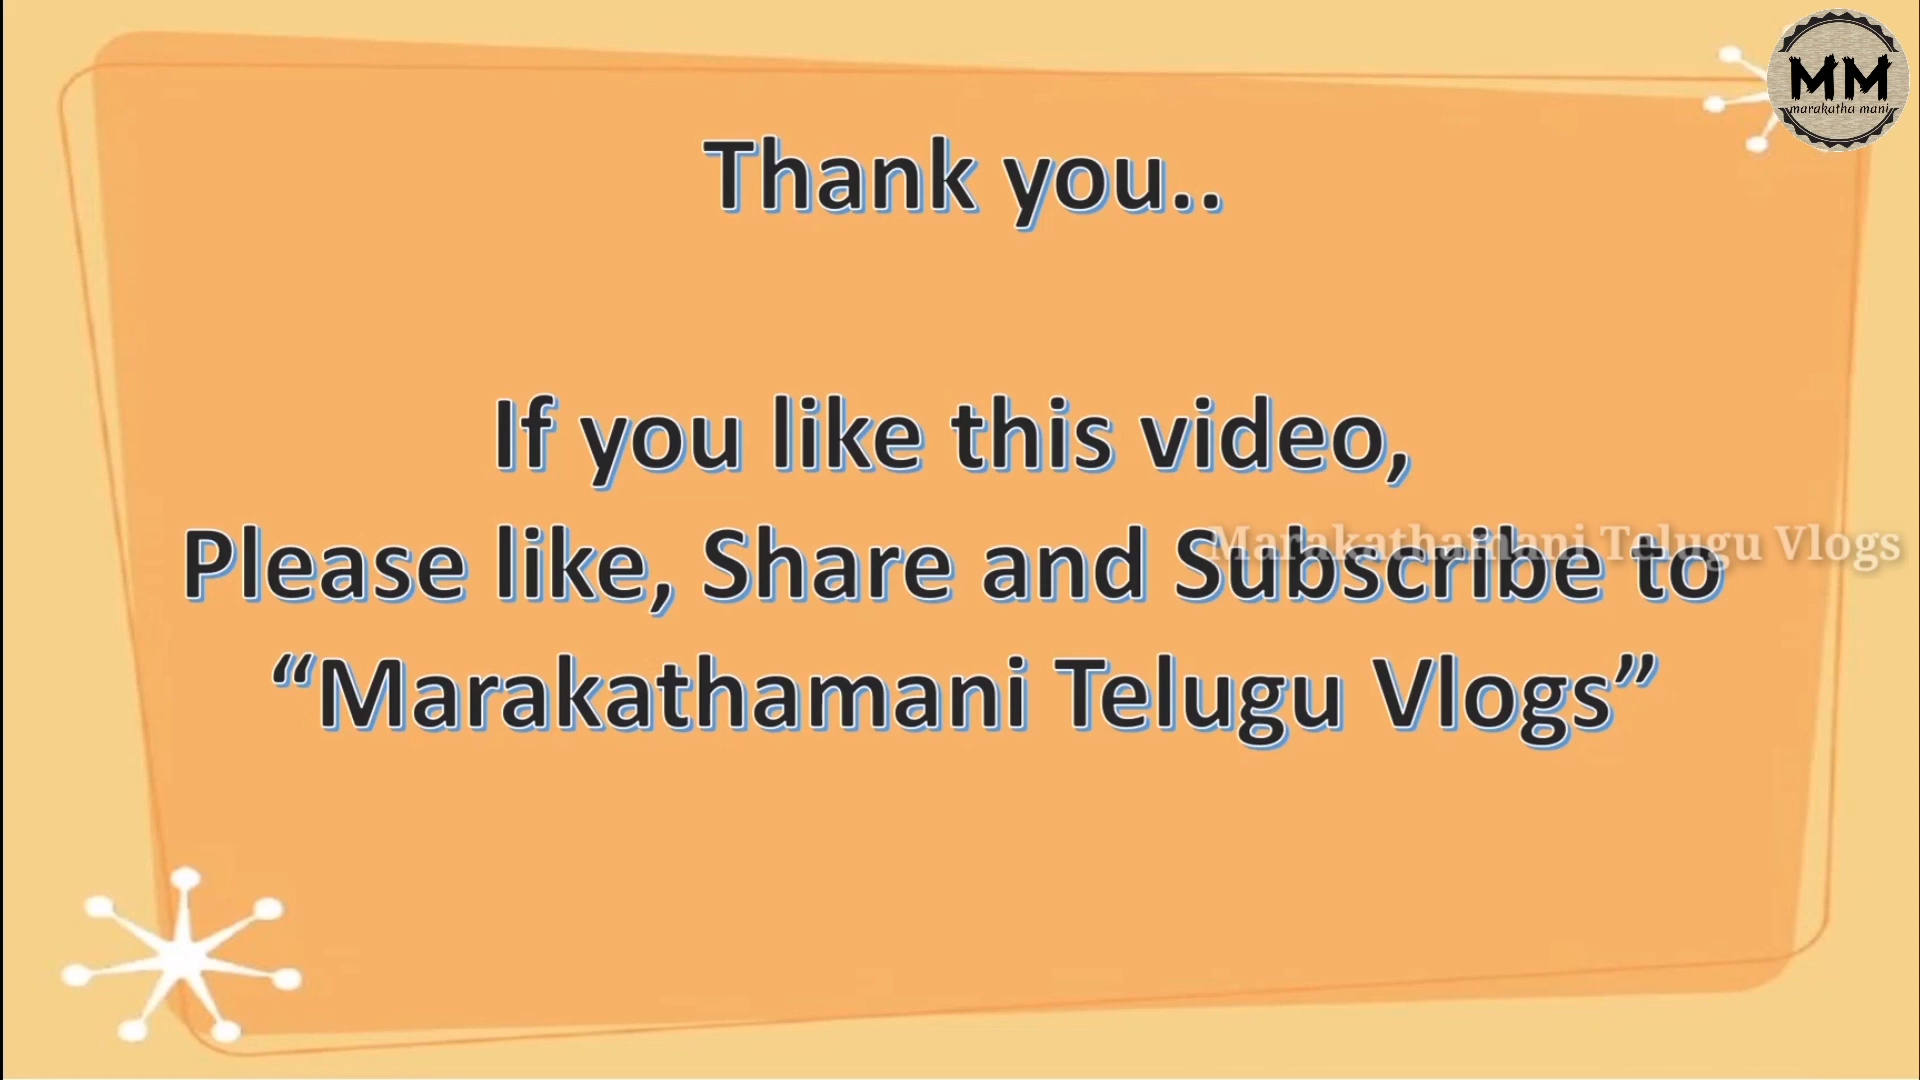 MM
marakatha mani
Thank you..
If you like this video,
Please like, Share and Subscribe to
Marakathamani Telugu Vlogs
“Marakathamani Telugu Vlogs”